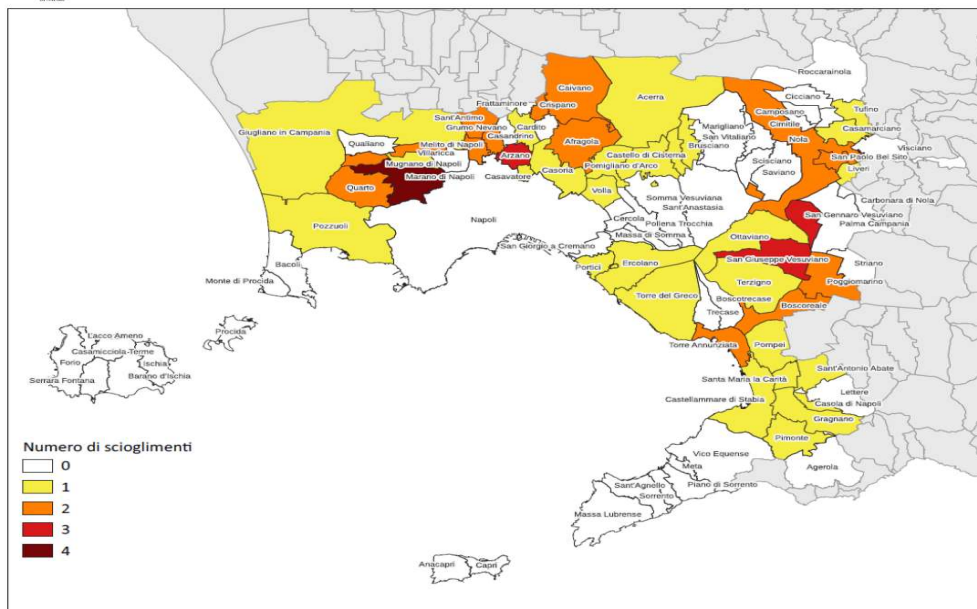 Roccarainola
Cicciano
Caivano
Acerra
Camposano
Tufino
Frattaminore
Crispano
Sant'Antimo
Cardito
Marigliano
Cimitile
Casamarciano
Giugliano in Campania
Grumo Nevano
Casandrino
San Vitaliano
Nola
Qualiano
Melito di Napoli
Afragola
Brusciano
Visciano
Villaricca
Arzano
Castello di Cisterna
Scisciano
San Paolo Bel Sito
Mugnano di Napoli
Pomigliano d'Arco
Saviano
Liveri
Marano di Napoli
Casavatore
Casoria
Quarto
Volla
Somma Vesuviana
Carbonara di Nola
Sant'Anastasia
San Gennaro Vesuviano
Napoli
Cercola
Pollena Trocchia
Palma Campania
Pozzuoli
Massa di Somma
Ottaviano
San Giorgio a Cremano
Bacoli
Portici
Ercolano
San Giuseppe Vesuviano
Striano
Monte di Procida
Terzigno
Poggiomarino
Torre del Greco
Boscotrecase
Trecase
Boscoreale
Procida
Lacco Ameno
Casamicciola Terme
Forio
Ischia
Serrara Fontana
Barano d'Ischia
Torre Annunziata
Pompei
Sant'Antonio Abate
Santa Maria la Carità
Lettere
Castellammare di Stabia
Casola di Napoli
Gragnano
Pimonte
Vico Equense
Agerola
Meta
Sant'Agnello
Piano di Sorrento
Sorrento
Massa Lubrense
Anacapri
Capri
Numero di scioglimenti
0
1
2
3
4